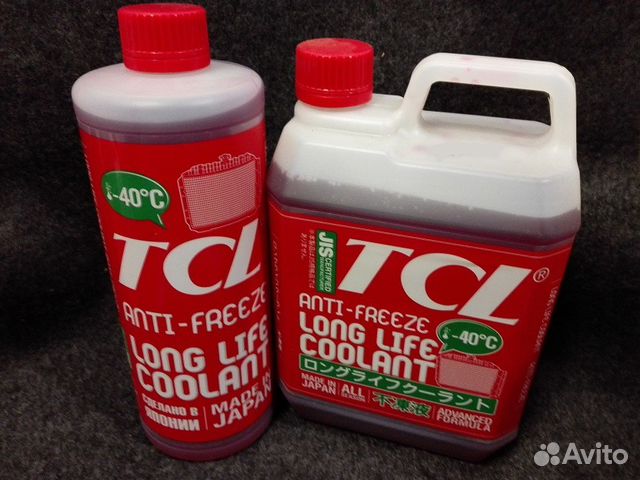 -40°C
TCL
ANTI-FREEZE
LONG LIFE
COOLANT
СДЕЛАНО В
ЯПОНИИ
MADE IN
JAPAN
JIS CERTIFIED
TCL®
ANTI-FREEZE
LONG LIFE
COOLANT
-40°C
ロングライフクーラント
MADE IN
JAPAN
ALL
SEASON
不凍液
ADVANCED
FORMULA
Avito